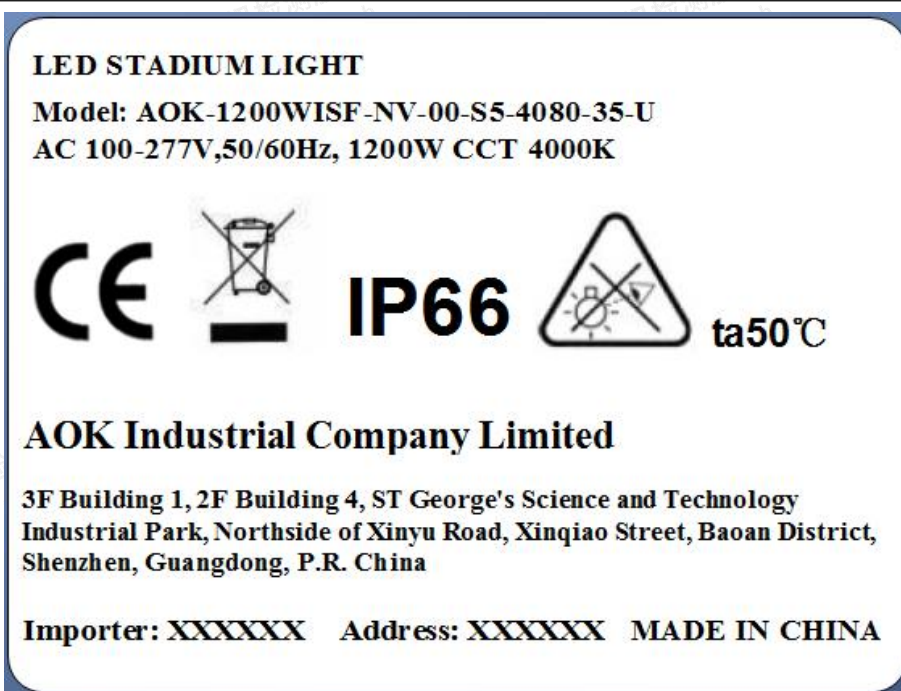 LED STADIUM LIGHT
Model: AOK-1200WISF-NV-00-S5-4080-35-U
AC 100-277V,50/60Hz, 1200W CCT 4000K
CE IP66 ta50℃
AOK Industrial Company Limited
3F Building 1, 2F Building 4, ST George's Science and Technology
Industrial Park, Northside of Xinyu Road, Xinqiao Street, Baoan District,
Shenzhen, Guangdong, P.R. China
Importer: XXXXXX Address: XXXXXX MADE IN CHINA